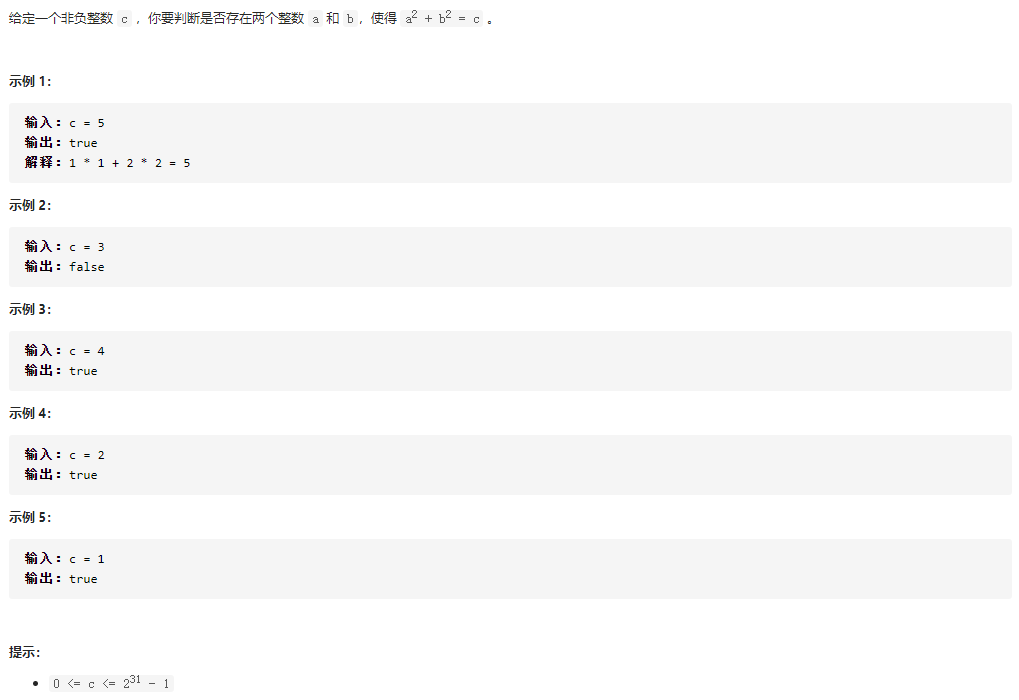 给定一个非负整数 c ，你要判断是否存在两个整数 a 和 b，使得 a² + b² = c 。
示例 1：
输入：c = 5
输出：true
解释：1 * 1 + 2 * 2 = 5
示例 2：
输入：c = 3
输出：false
示例 3：
输入：c = 4
输出：true
示例 4：
输入：c = 2
输出：true
示例 5：
输入：c = 1
输出：true
提示：
• 0 <= c <= 2³¹ - 1